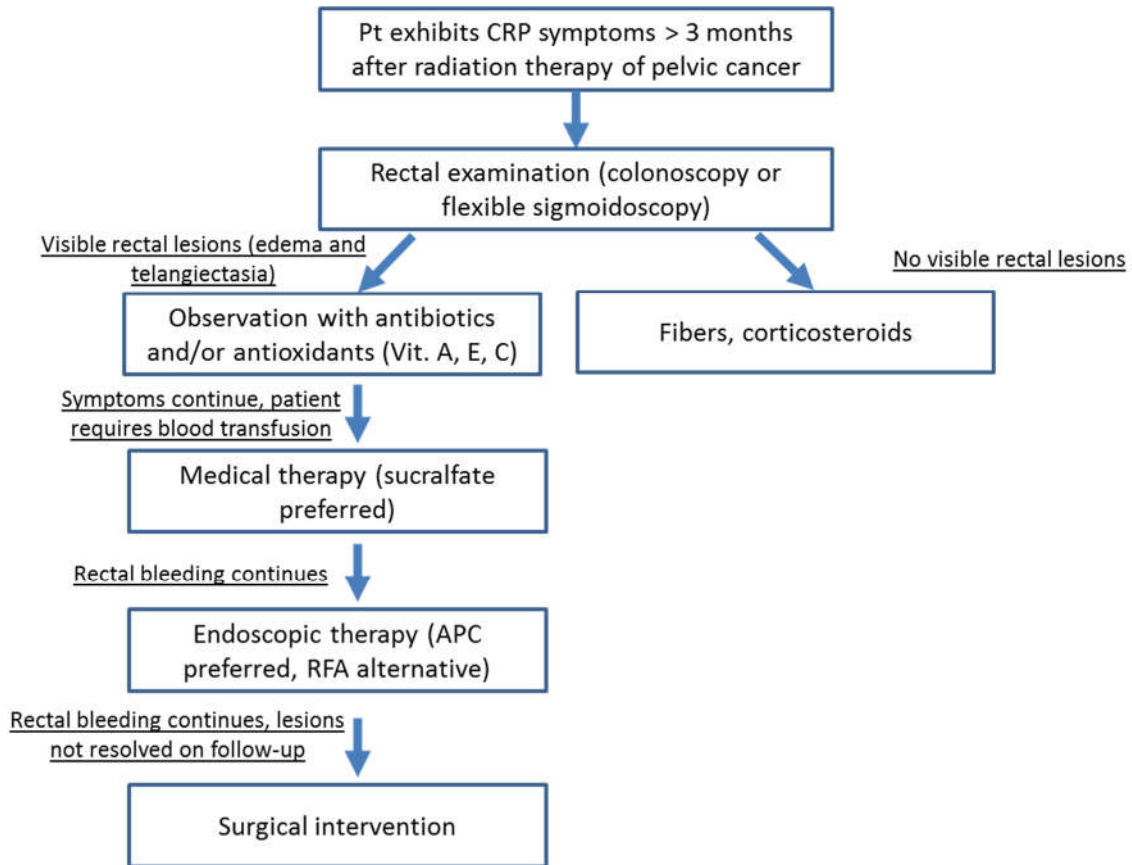 Pt exhibits CRP symptoms > 3 months
after radiation therapy of pelvic cancer
Rectal examination (colonoscopy or
flexible sigmoidoscopy)
Visible rectal lesions (edema and
telangiectasia)
No visible rectal lesions
Observation with antibiotics
and/or antioxidants (Vit. A, E, C)
Fibers, corticosteroids
Symptoms continue, patient
requires blood transfusion
Medical therapy (sucralfate
preferred)
Rectal bleeding continues
Endoscopic therapy (APC
preferred, RFA alternative)
Rectal bleeding continues, lesions
not resolved on follow-up
Surgical intervention